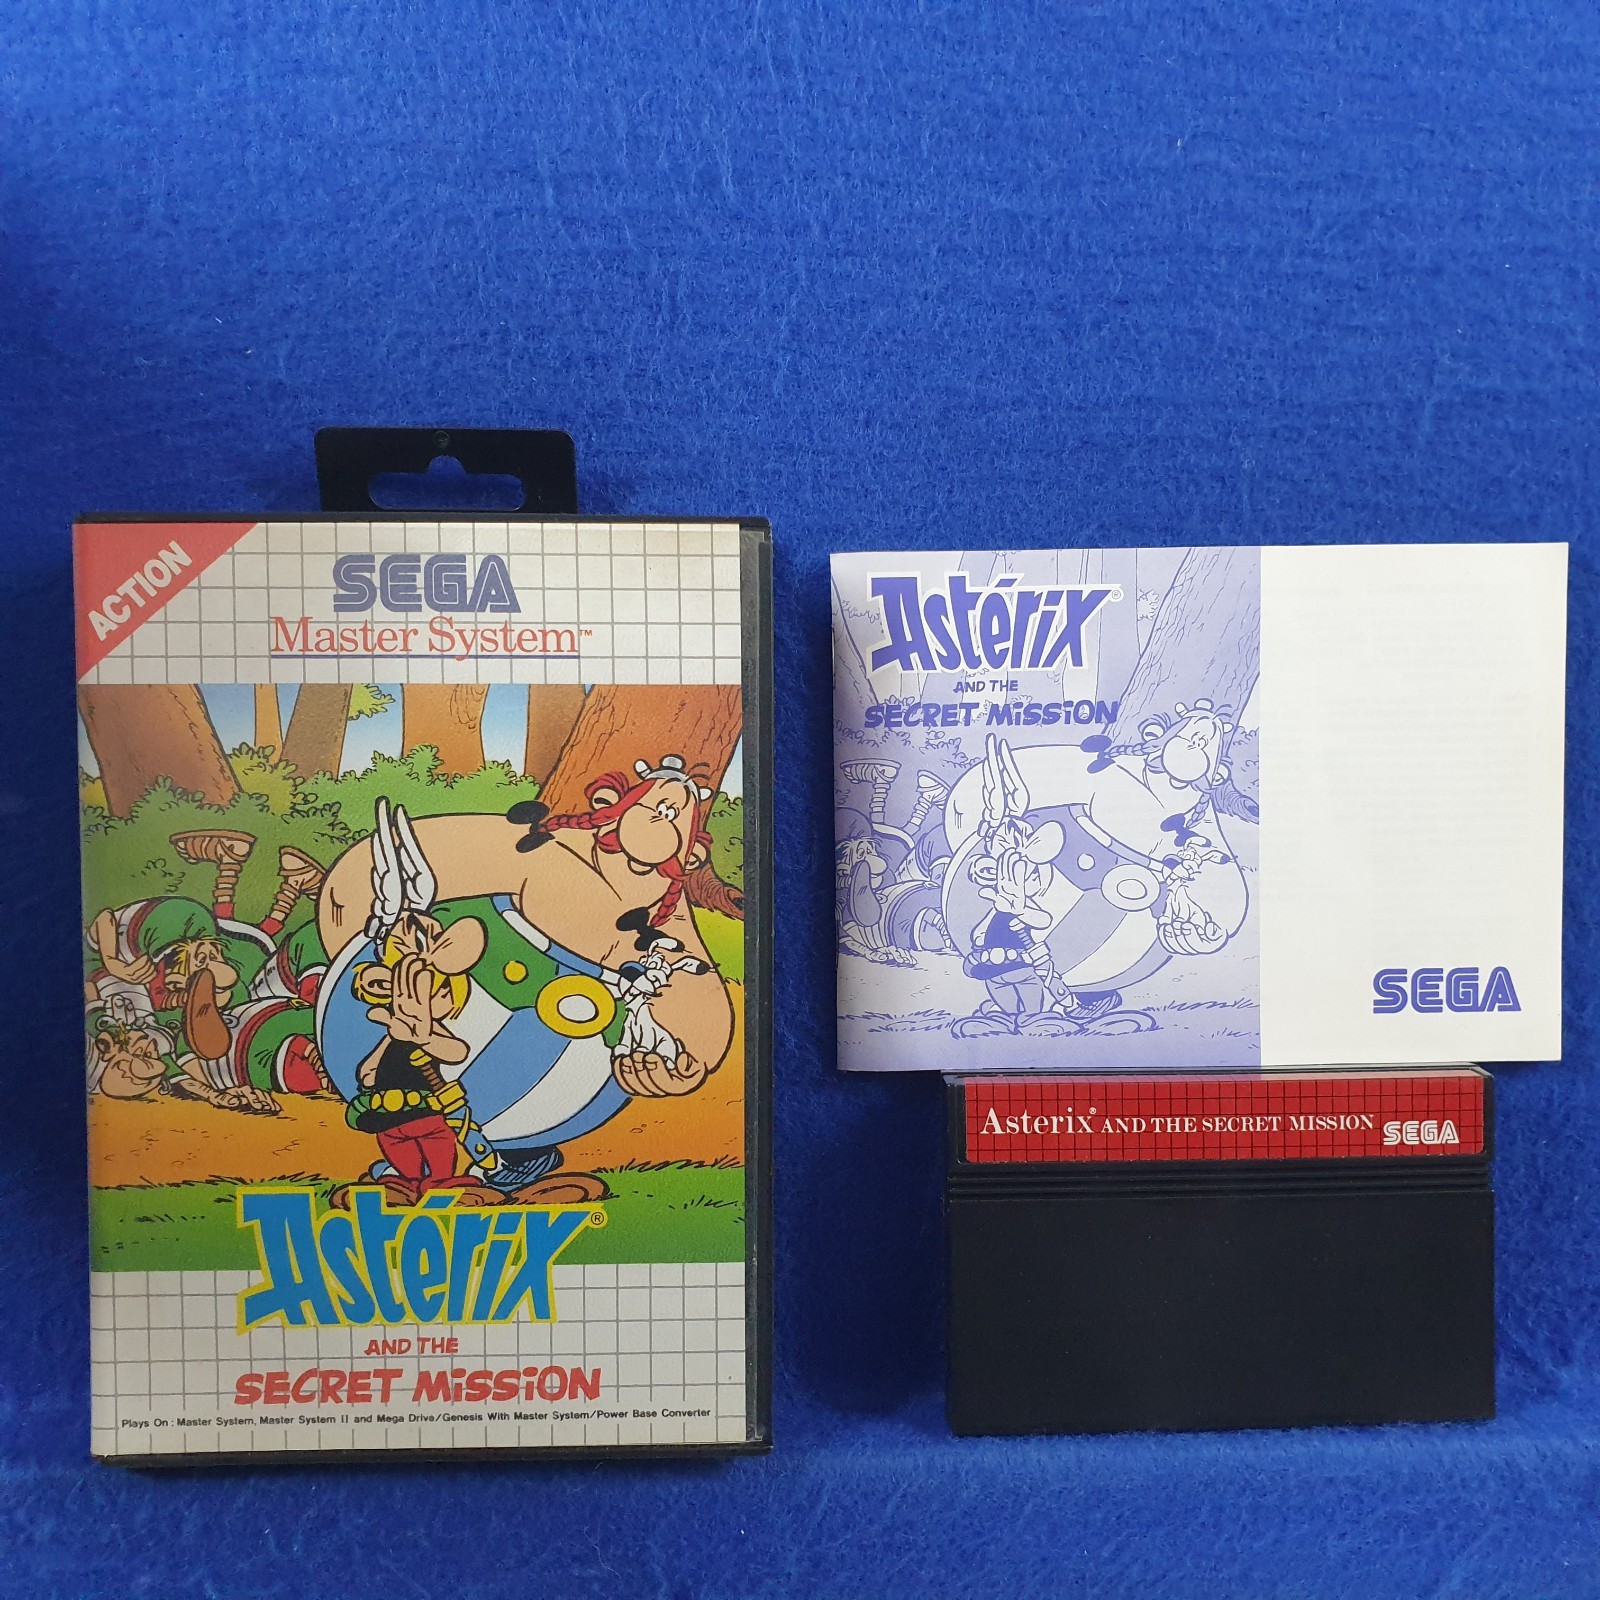 ACTION
SEGA
Master System™
Astérix®
AND THE
SECRET MiSSiON
Plays On : Master System, Master System II and Mega Drive/Genesis With Master System/Power Base Converter
Astérix®
AND THE
SECRET MiSSiON
SEGA
Asterix® AND THE SECRET MISSION SEGA